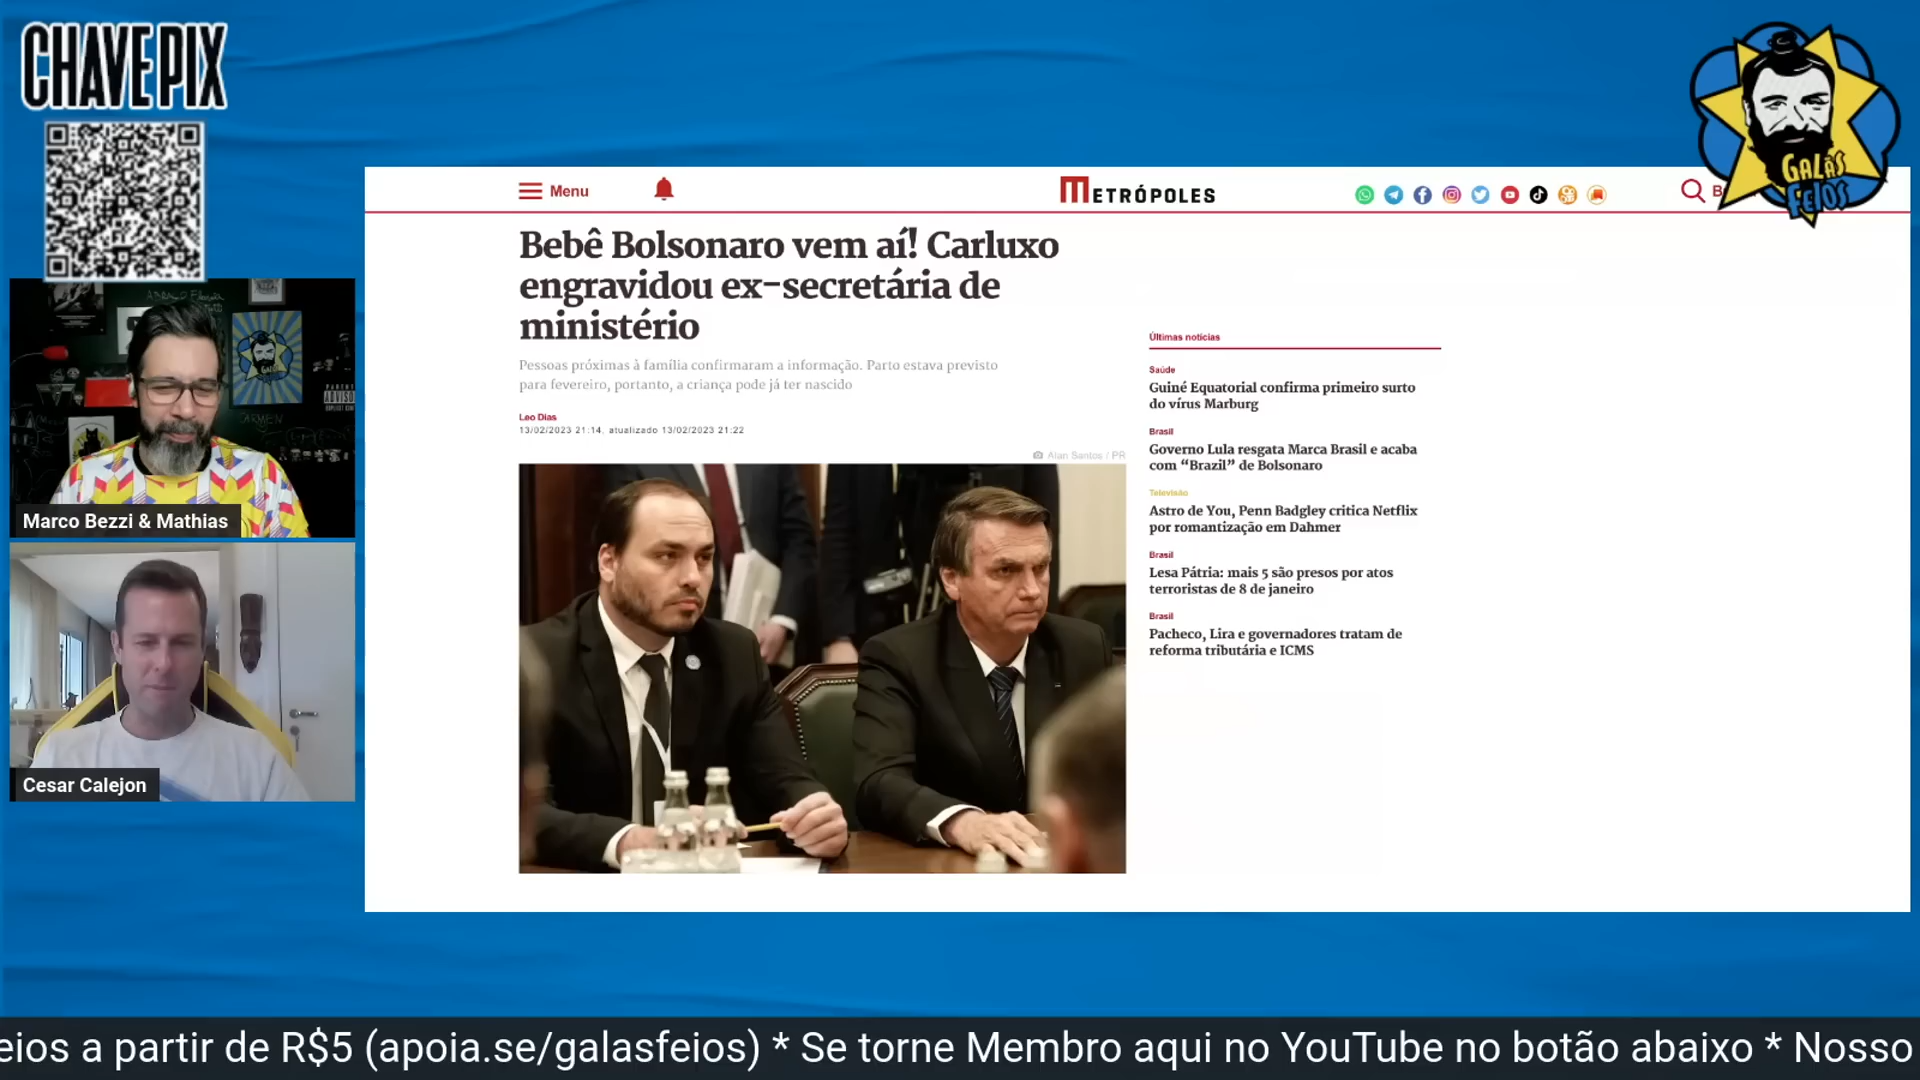 CHAVE PIX
GALÃS
FEIOS
Menu
METRÓPOLES
Bebê Bolsonaro vem aí! Carluxo
engravidou ex-secretária de
ministério
Pessoas próximas à família confirmaram a informação. Parto estava previsto
para fevereiro, portanto, a criança pode já ter nascido
Leo Dias
13/02/2023 21:14, atualizado 13/02/2023 21:22
Alan Santos / PR
Últimas notícias
Saúde
Guiné Equatorial confirma primeiro surto
do vírus Marburg
Brasil
Governo Lula resgata Marca Brasil e acaba
com “Brazil” de Bolsonaro
Televisão
Astro de You, Penn Badgley critica Netflix
por romantização em Dahmer
Brasil
Lesa Pátria: mais 5 são presos por atos
terroristas de 8 de janeiro
Brasil
Pacheco, Lira e governadores tratam de
reforma tributária e ICMS
Marco Bezzi & Mathias
Cesar Calejon
eios a partir de R$5 (apoia.se/galasfeios) * Se torne Membro aqui no YouTube no botão abaixo * Nosso